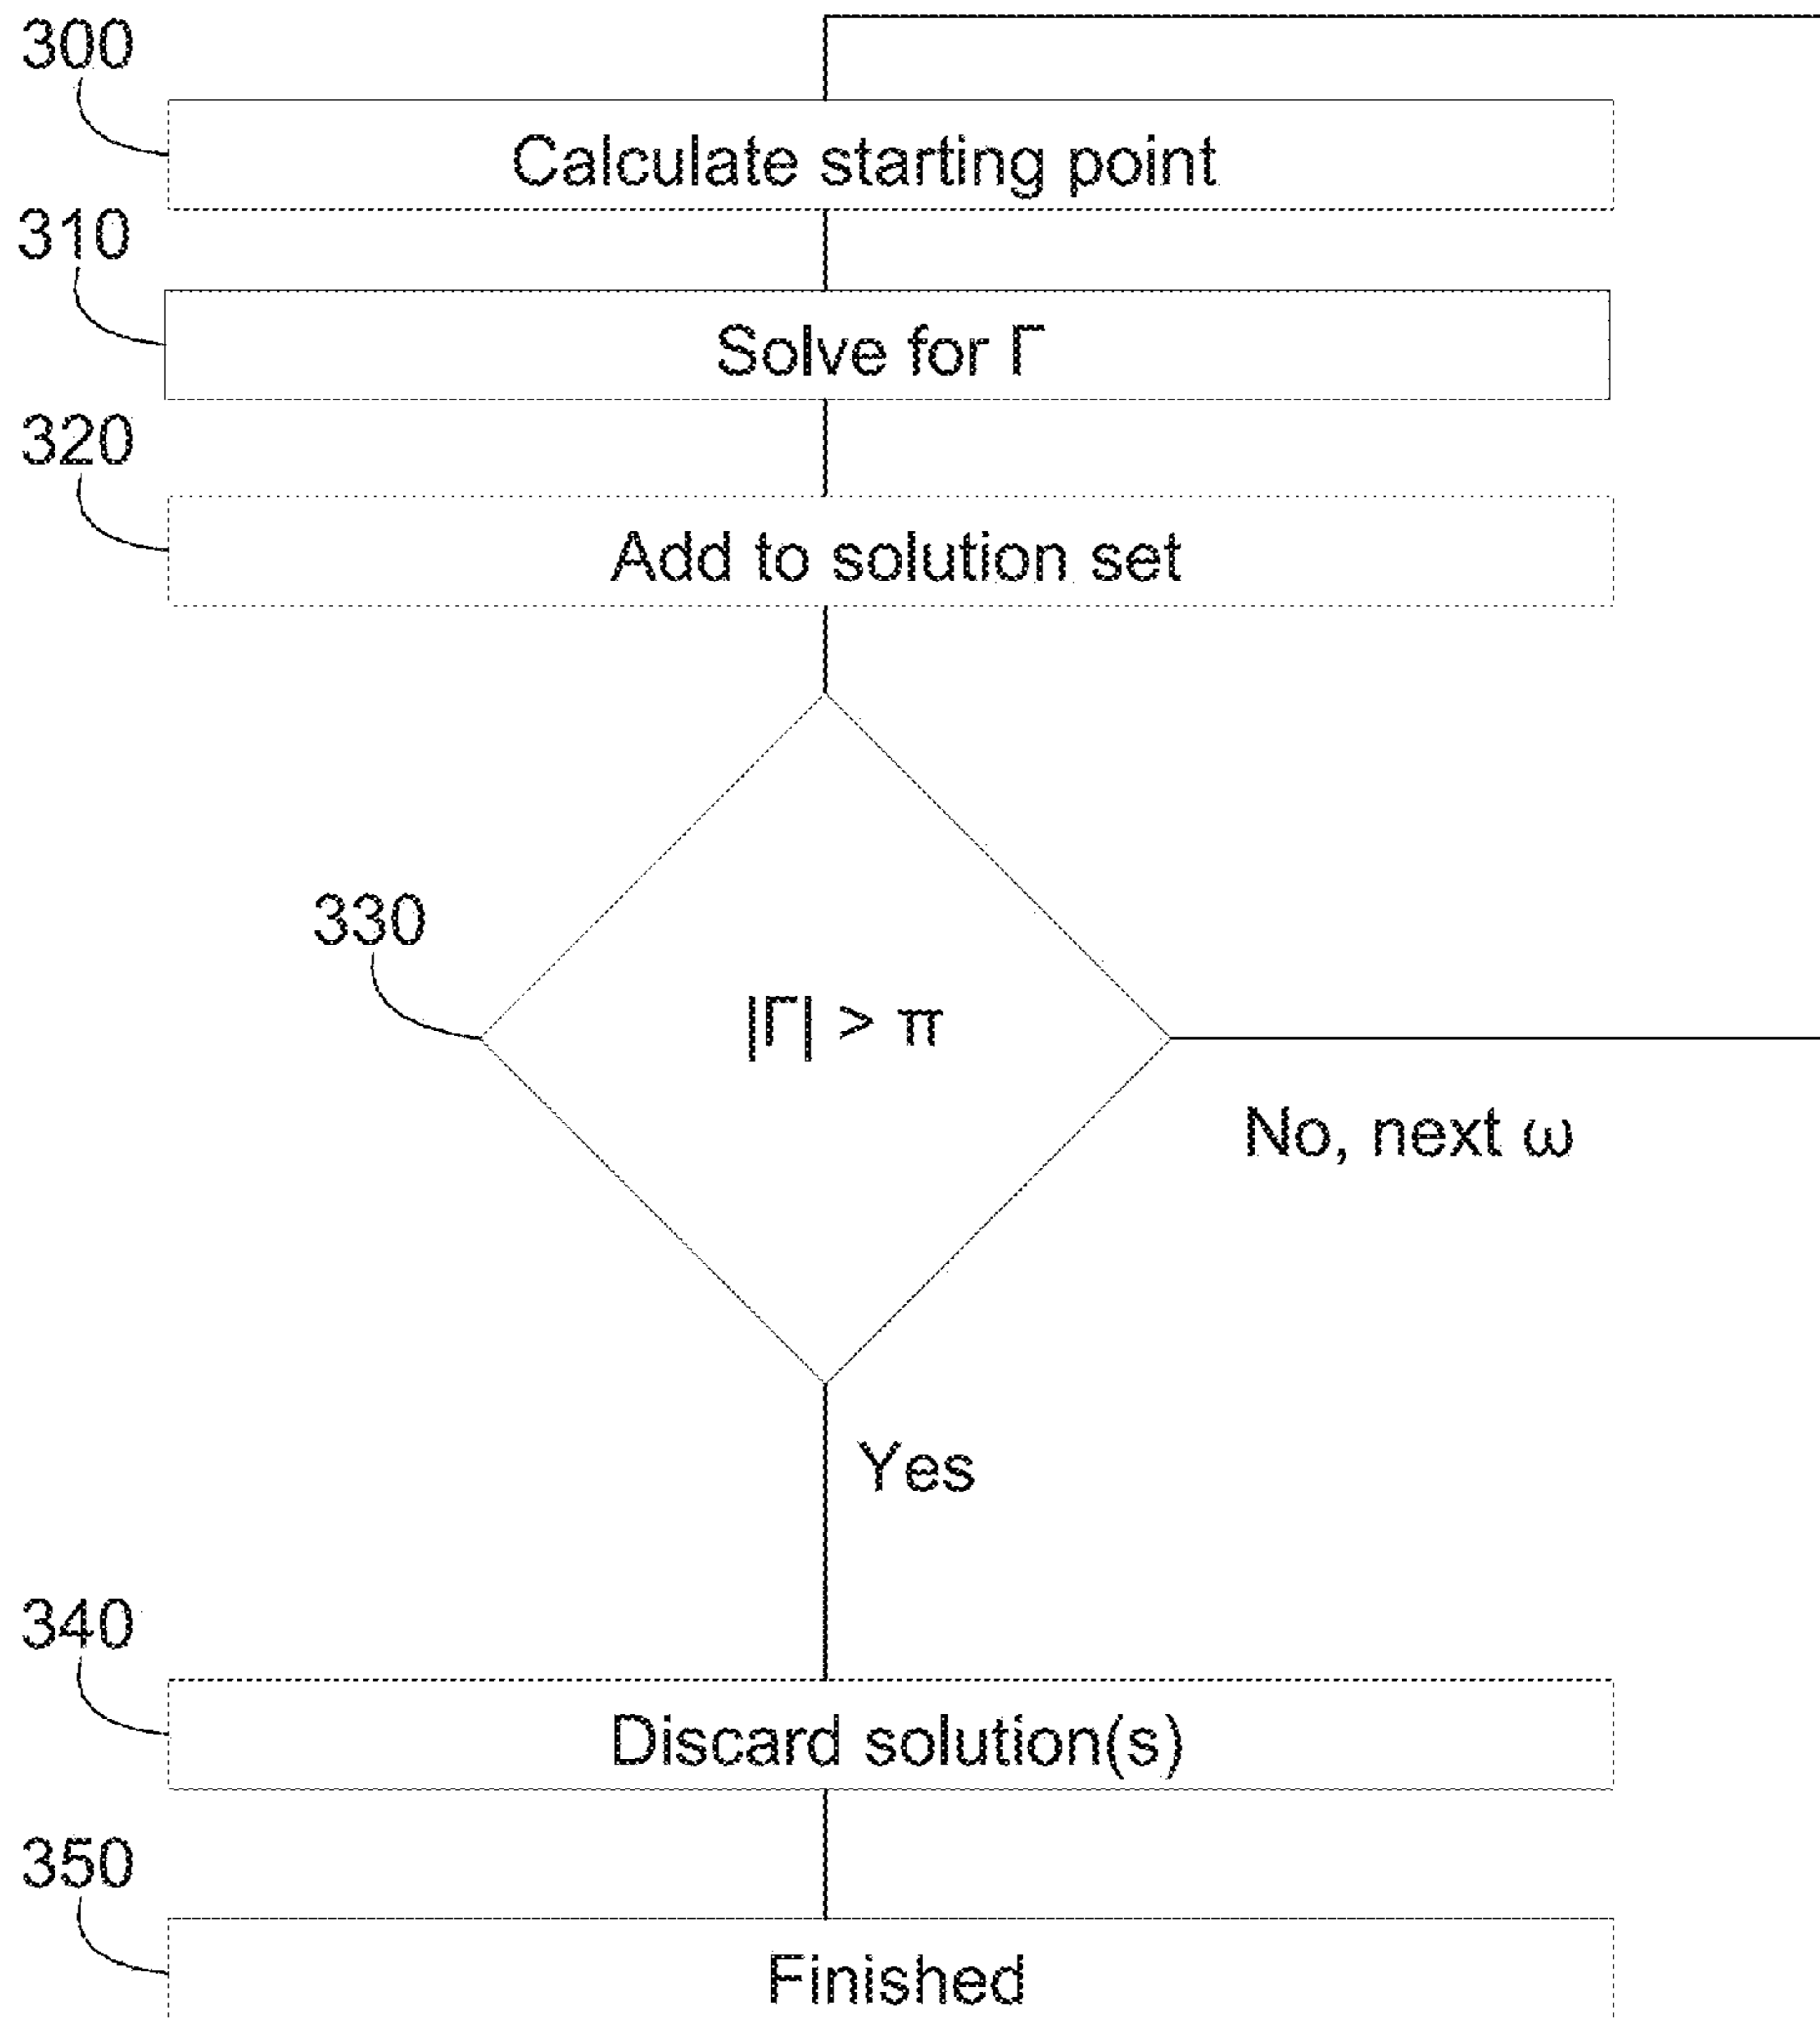 300
Calculate starting point
310
Solve for Γ
320
Add to solution set
330
|Γ| > π
No, next ω
Yes
340
Discard solution(s)
350
Finished